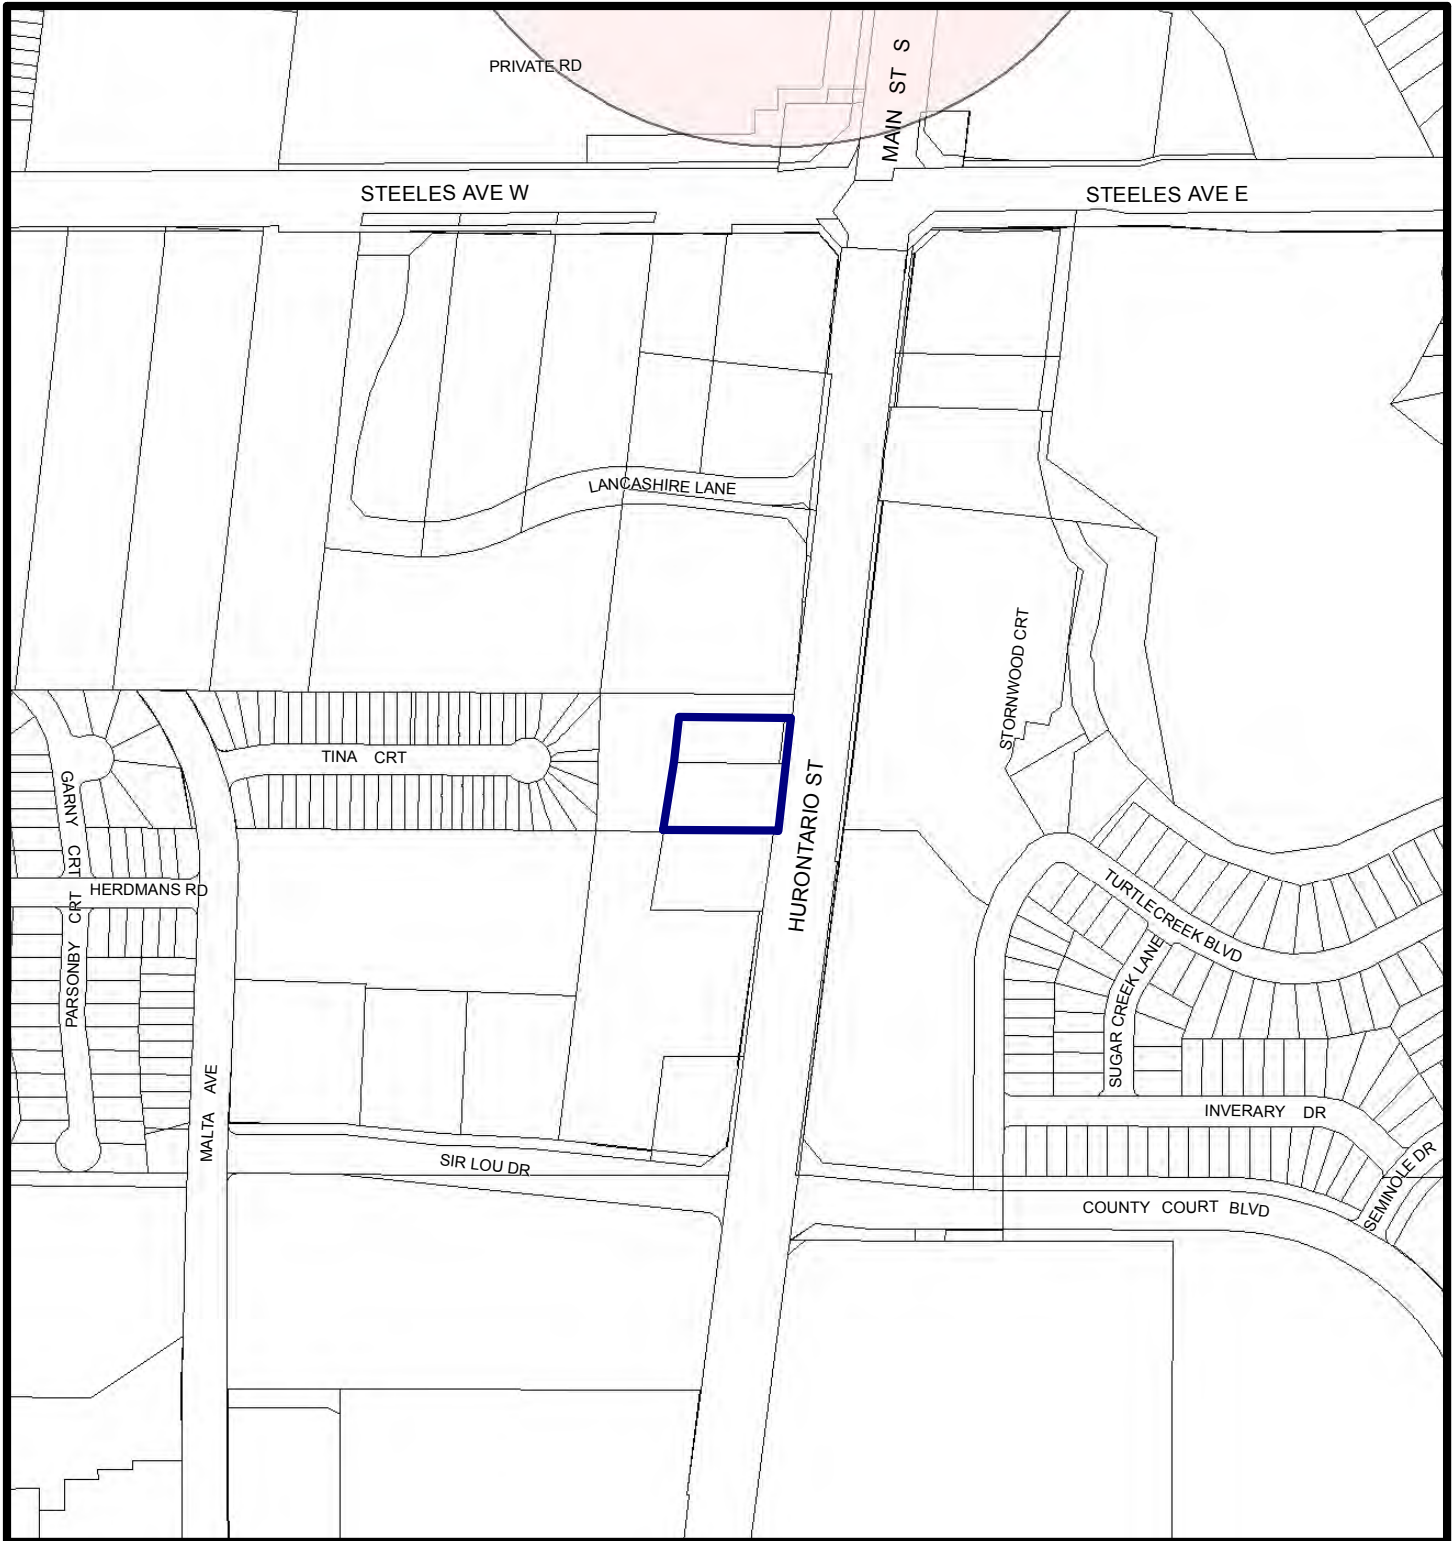 MAIN ST S
PRIVATE RD
STEELES AVE W
STEELES AVE E
LANCASHIRE LANE
STORNWOOD CRT
TINA CRT
HURONTARIO ST
GARNY CRT
HERDMANS RD
PARSONBY CRT
TURTLECREEK BLVD
SUGAR CREEK LANE
MALTA AVE
INVERARY DR
SIR LOU DR
SEMINOLE DR
COUNTY COURT BLVD